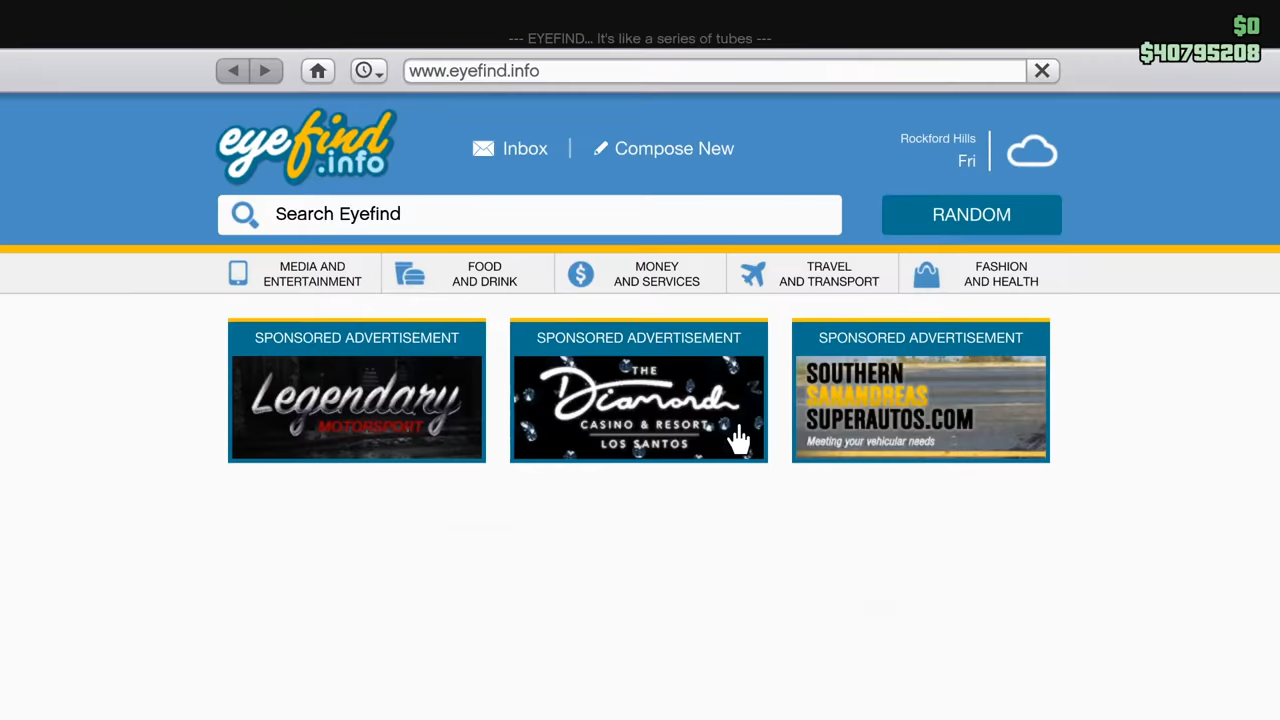 $0
--- EYEFIND... It's like a series of tubes ---
$40795208
www.eyefind.info
eyefind
.info
Inbox
Compose New
Rockford Hills
Fri
Search Eyefind
RANDOM
MEDIA AND
ENTERTAINMENT
FOOD
AND DRINK
MONEY
AND SERVICES
TRAVEL
AND TRANSPORT
FASHION
AND HEALTH
SPONSORED ADVERTISEMENT
Legendary
MOTORSPORT
SPONSORED ADVERTISEMENT
THE
Diamond
CASINO & RESORT
LOS SANTOS
SPONSORED ADVERTISEMENT
SOUTHERN
SANANDREAS
SUPERAUTOS.COM
Meeting your vehicular needs